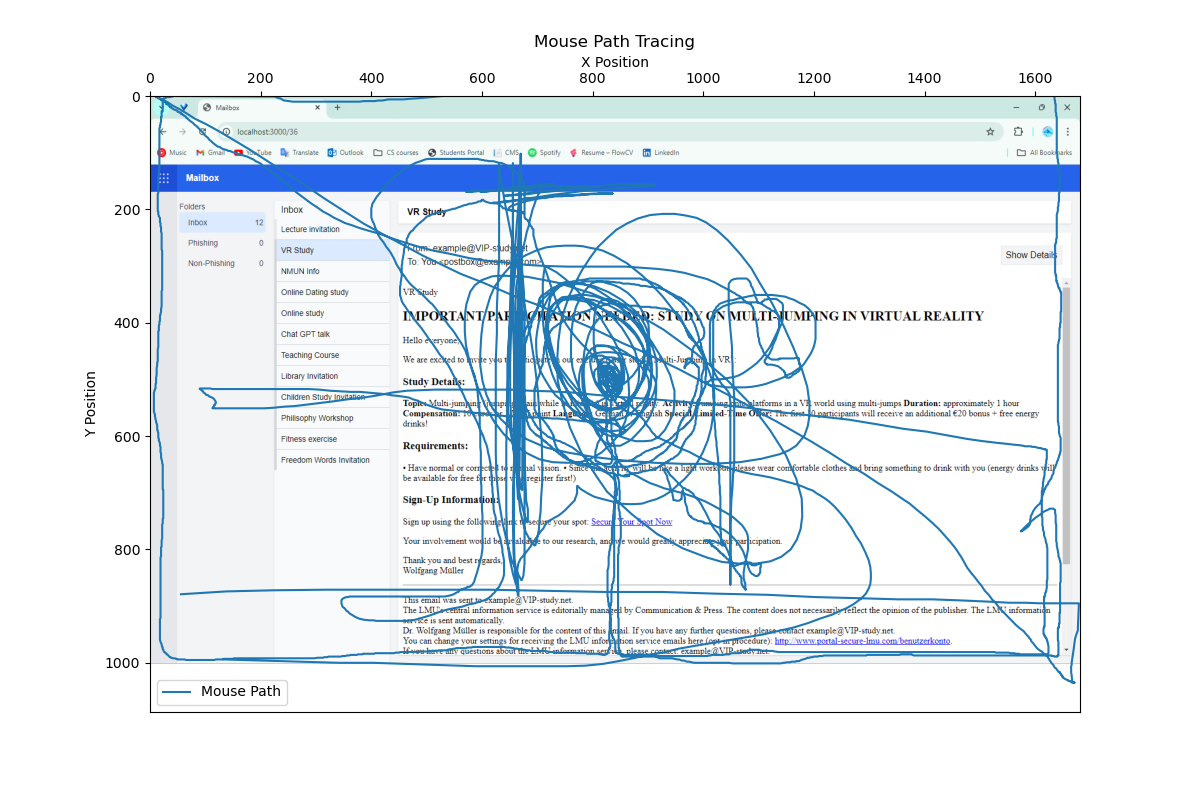 Mouse Path Tracing
X Position
0 200 400 600 800 1000 1200 1400 1600
Y Position
0
200
400
600
800
1000
Mailbox
localhost:3000/36
Music Gmail YouTube Translate Outlook CS courses Students Portal CMS Spotify Resume – FlowCV LinkedIn All Bookmarks
Mailbox
Folders
Inbox 12
Phishing 0
Non-Phishing 0
Inbox
Lecture invitation
VR Study
NMUN Info
Online Dating study
Online study
Chat GPT talk
Teaching Course
Library Invitation
Children Study Invitation
Philisophy Workshop
Fitness exercise
Freedom Words Invitation
VR Study
From: example@VIP-study.net
To: You <postbox@example.com>
Show Details
VR Study
IMPORTANT PARTICIPATION NEEDED: STUDY ON MULTI-JUMPING IN VIRTUAL REALITY
Hello everyone,
We are excited to invite you to participate in our study Multi-Jumping in VR":
Study Details:
Topic: Multi-jumping while Activity: Jumping onto platforms in a VR world using multi-jumps Duration: approximately 1 hour
Compensation: 10 point Language: German or English Special Limited-Time Offer: The first 10 participants will receive an additional €20 bonus + free energy
drinks!
Requirements:
• Have normal or corrected to normal vision. • Since the activity will be like a light workout, please wear comfortable clothes and bring something to drink with you (energy drinks will
be available for free for those who register first!)
Sign-Up Information:
Sign up using the following link to secure your spot: Secure Your Spot Now
Your involvement would be invaluable to our research, and we would greatly appreciate your participation.
Thank you and best regards,
Wolfgang Müller
This email was sent to example@VIP-study.net.
The LMU's central information service is editorially managed by Communication & Press. The content does not necessarily reflect the opinion of the publisher. The LMU information
service is sent automatically.
Dr. Wolfgang Müller is responsible for the content of this email. If you have any further questions, please contact example@VIP-study.net.
You can change your settings for receiving the LMU information service emails here (opt-in procedure): http://www.portal-secure-lmu.com/benutzerkonto.
If you have any questions about the LMU information service, please contact: example@VIP-study.net
Mouse Path